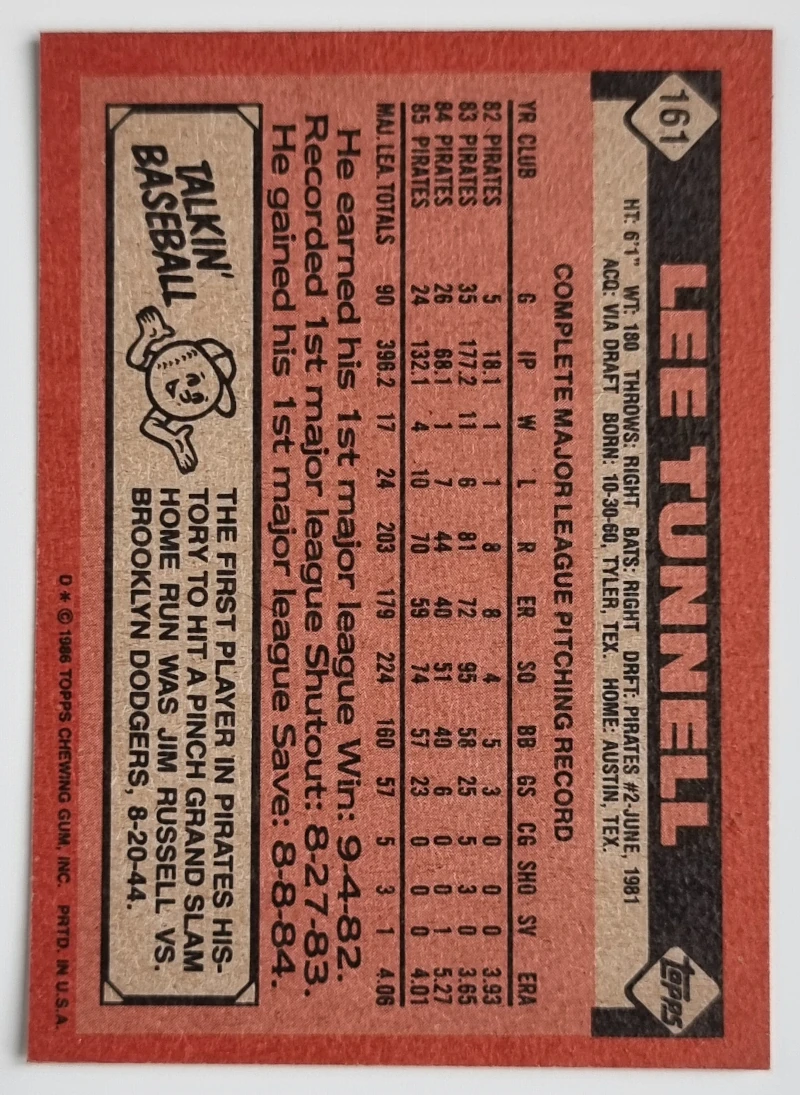 161
LEE TUNNELL
topps
HT: 6'1" WT: 180 THROWS: RIGHT BATS: RIGHT DRFT: PIRATES #2-JUNE, 1981
ACQ: VIA DRAFT BORN: 10-30-60, TYLER, TEX. HOME: AUSTIN, TEX.
COMPLETE MAJOR LEAGUE PITCHING RECORD
YR CLUB G IP W L R ER SO BB GS CG SHO SV ERA
82 PIRATES 5 18.1 1 1 8 8 4 5 3 0 0 0 3.93
83 PIRATES 35 177.2 11 6 81 72 95 58 25 5 3 0 3.65
84 PIRATES 26 68.1 1 7 44 40 51 40 6 0 0 1 5.27
85 PIRATES 24 132.1 4 10 70 59 74 57 23 0 0 0 4.01
MAJ. LEA. TOTALS 90 396.2 17 24 203 179 224 160 57 5 3 1 4.06
He earned his 1st major league Win: 9-4-82.
Recorded 1st major league Shutout: 8-27-83.
He gained his 1st major league Save: 8-8-84.
TALKIN'
BASEBALL
THE FIRST PLAYER IN PIRATES HIS-
TORY TO HIT A PINCH GRAND SLAM
HOME RUN WAS JIM RUSSELL VS.
BROOKLYN DODGERS, 8-20-44.
D* © 1986 TOPPS CHEWING GUM, INC. PRTD. IN U.S.A.